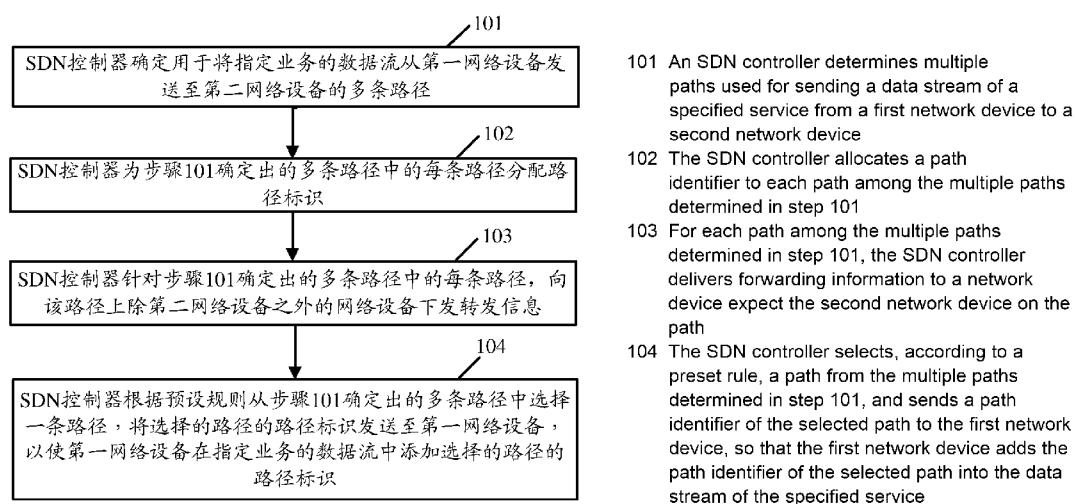 101
SDN控制器确定用于将指定业务的数据流从第一网络设备发
送至第二网络设备的多条路径
102
SDN控制器为步骤101确定出的多条路径中的每条路径分配路
径标识
103
SDN控制器针对步骤101确定出的多条路径中的每条路径，向
该路径上除第二网络设备之外的网络设备下发转发信息
104
SDN控制器根据预设规则从步骤101确定出的多条路径中选择
一条路径，将选择的路径的路径标识发送至第一网络设备，
以使第一网络设备在指定业务的数据流中添加选择的路径的
路径标识
101 An SDN controller determines multiple
paths used for sending a data stream of a
specified service from a first network device to a
second network device
102 The SDN controller allocates a path
identifier to each path among the multiple paths
determined in step 101
103 For each path among the multiple paths
determined in step 101, the SDN controller
delivers forwarding information to a network
device expect the second network device on the
path
104 The SDN controller selects, according to a
preset rule, a path from the multiple paths
determined in step 101, and sends a path
identifier of the selected path to the first network
device, so that the first network device adds the
path identifier of the selected path into the data
stream of the specified service